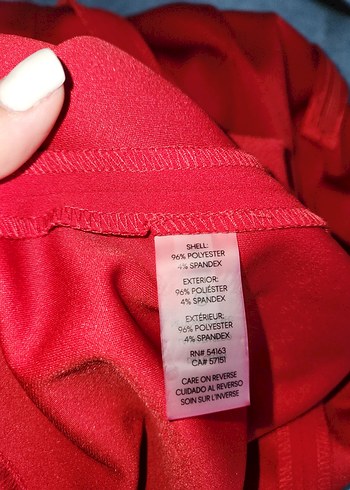 SHELL:
96% POLYESTER
4% SPANDEX
EXTERIOR:
96% POLIÉSTER
4% SPANDEX
EXTÉRIEUR:
96% POLYESTER
4% SPANDEX
RN# 54163
CA# 57151
CARE ON REVERSE
CUIDADO AL REVERSO
SOIN SUR L'INVERSE